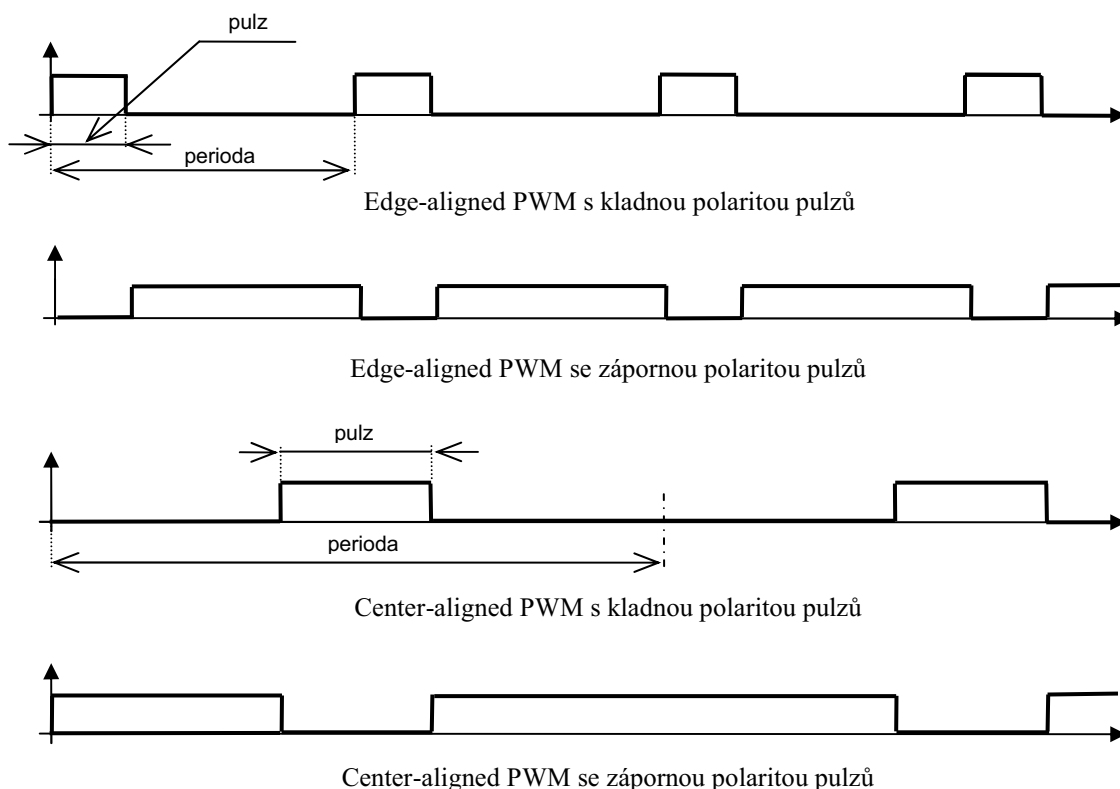 pulz
perioda
Edge-aligned PWM s kladnou polaritou pulzů
Edge-aligned PWM se zápornou polaritou pulzů
pulz
perioda
Center-aligned PWM s kladnou polaritou pulzů
Center-aligned PWM se zápornou polaritou pulzů